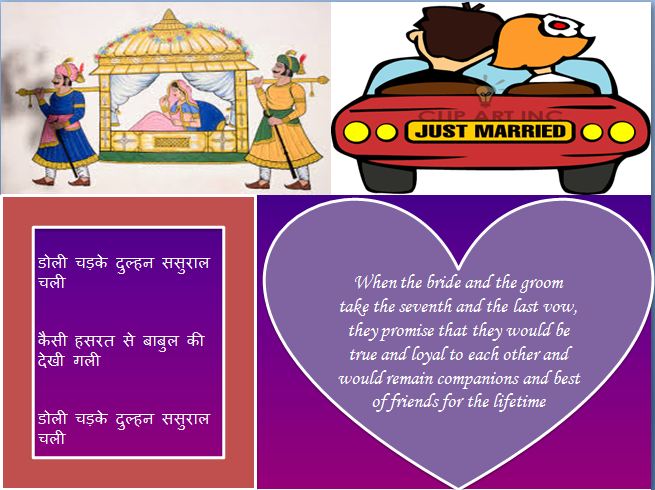 CLIP ART INC
JUST MARRIED
डोली चड़के दुल्हन ससुराल
चली
कैसी हसरत से बाबुल की
देखी गली
डोली चड़के दुल्हन ससुराल
चली
When the bride and the groom
take the seventh and the last vow,
they promise that they would be
true and loyal to each other and
would remain companions and best
of friends for the lifetime